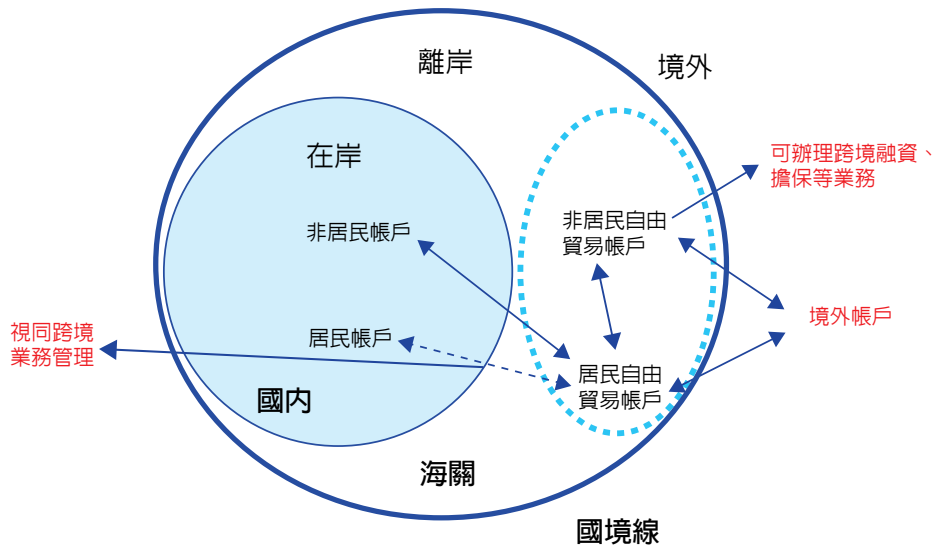 離岸
境外
在岸
可辦理跨境融資、
擔保等業務
非居民自由
貿易帳戶
非居民帳戶
境外帳戶
視同跨境
業務管理
居民帳戶
居民自由
貿易帳戶
國内
海關
國境線